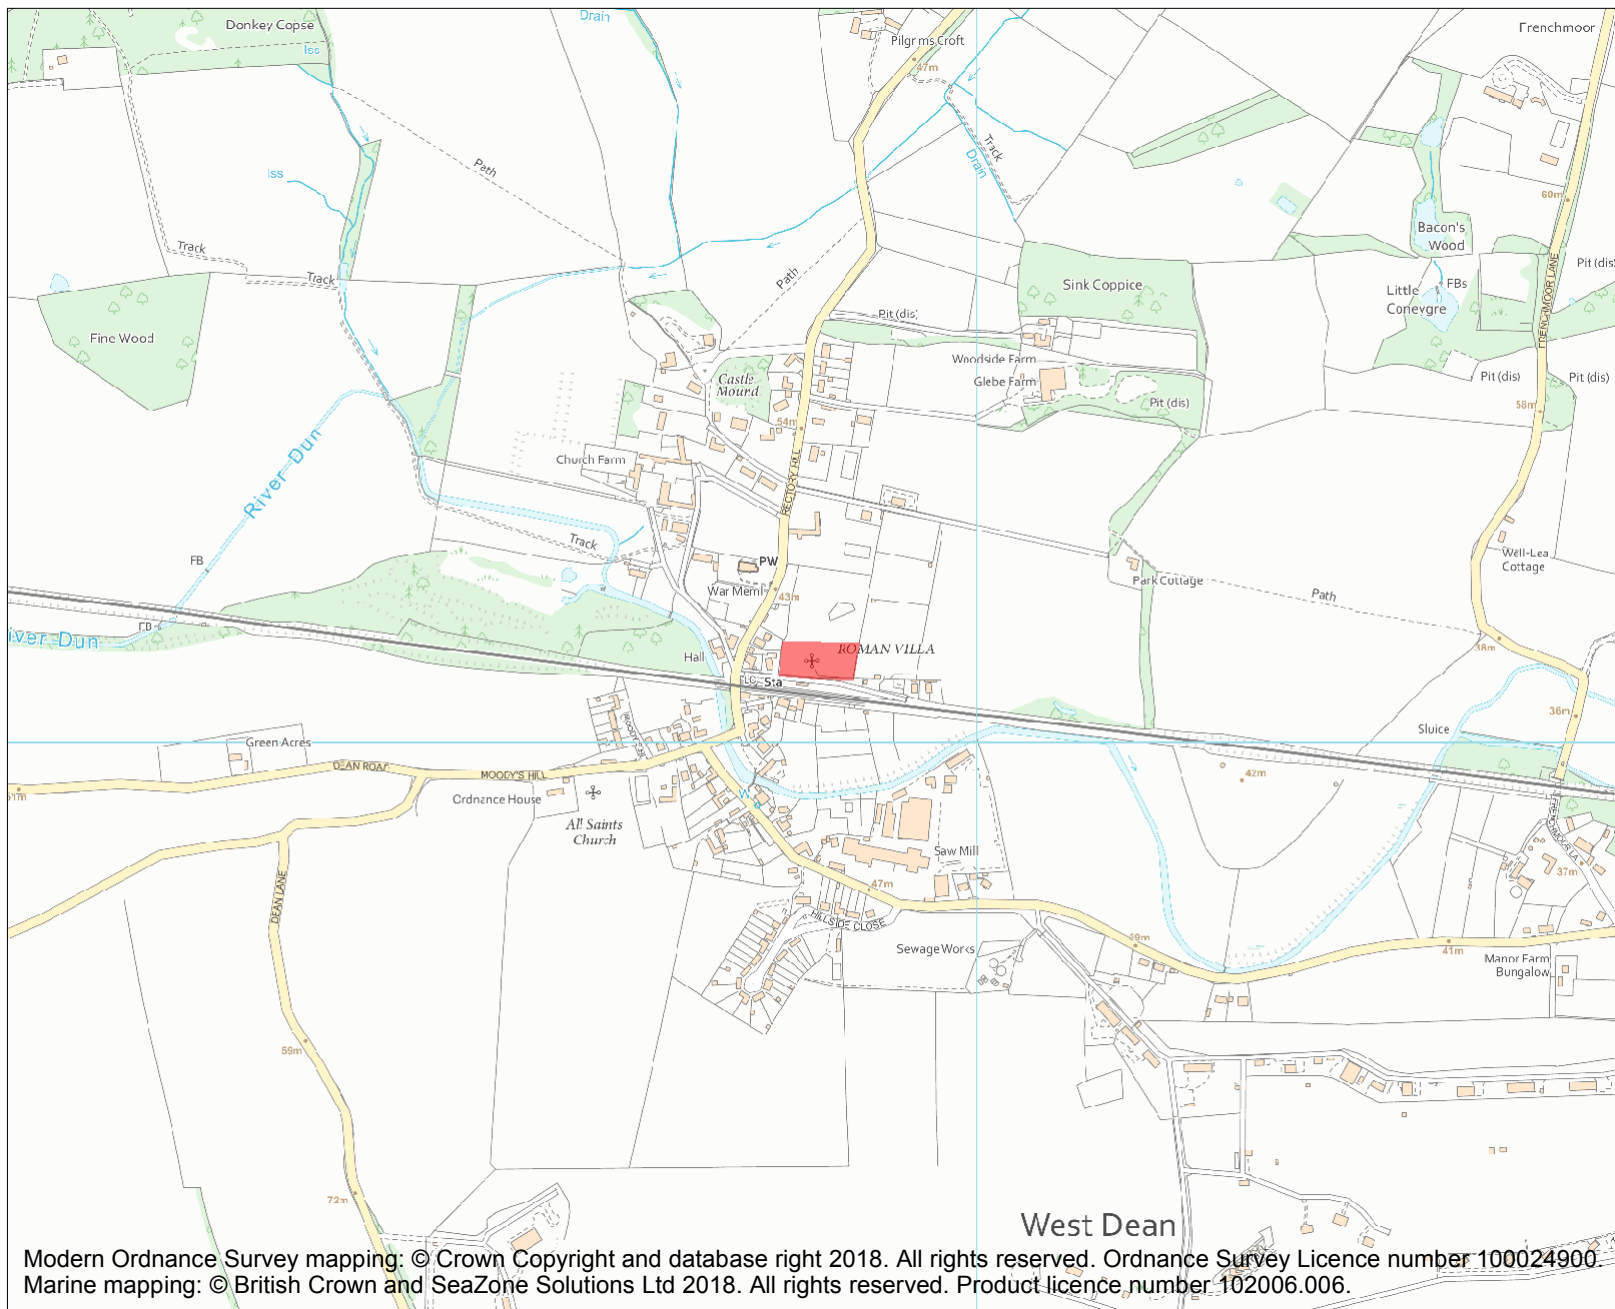 Drain
Donkey Copse
Iss
Pilgrims Croft
47m
Frenchmoor
Path
Iss
Track
Drain
60m
Bacon's
Wood
Track
Track
Path
Pit (dis)
Sink Coppice
Little
Conevgre
FBs
FRENCHMOOR LANE
Fine Wood
Pit (dis)
Woodside Farm
Glebe Farm
Castle
Mound
Pit (dis)
Pit (dis)
Pit (dis)
58m
54m
Church Farm
RECTORY HILL
River Dun
Track
FB
PW
War Meml
43m
Park Cottage
Path
Well-Lea
Cottage
FB
River Dun
Hall
ROMAN VILLA
38m
LC
Sta
36m
Sluice
Green Acres
DEAN ROAD
MOODY'S HILL
42m
51m
Ordnance House
All Saints
Church
W
Saw Mill
FRENCHMOOR LA
37m
47m
DEAN LANE
HILLSIDE CLOSE
Sewage Works
39m
41m
Manor Farm
Bungalow
59m
72m
West Dean
Modern Ordnance Survey mapping: © Crown Copyright and database right 2018. All rights reserved. Ordnance Survey Licence number 100024900.
Marine mapping: © British Crown and SeaZone Solutions Ltd 2018. All rights reserved. Product licence number 102006.006.